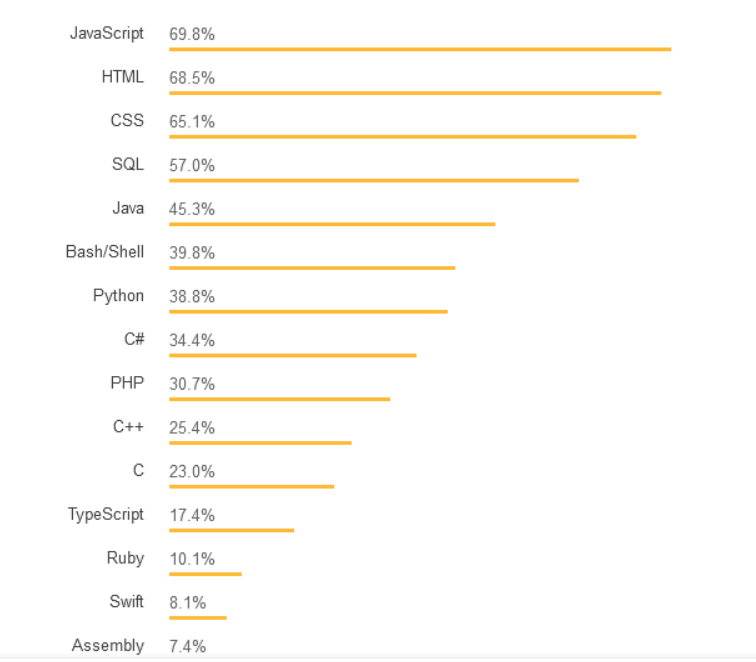 JavaScript 69.8%
HTML 68.5%
CSS 65.1%
SQL 57.0%
Java 45.3%
Bash/Shell 39.8%
Python 38.8%
C# 34.4%
PHP 30.7%
C++ 25.4%
C 23.0%
TypeScript 17.4%
Ruby 10.1%
Swift 8.1%
Assembly 7.4%